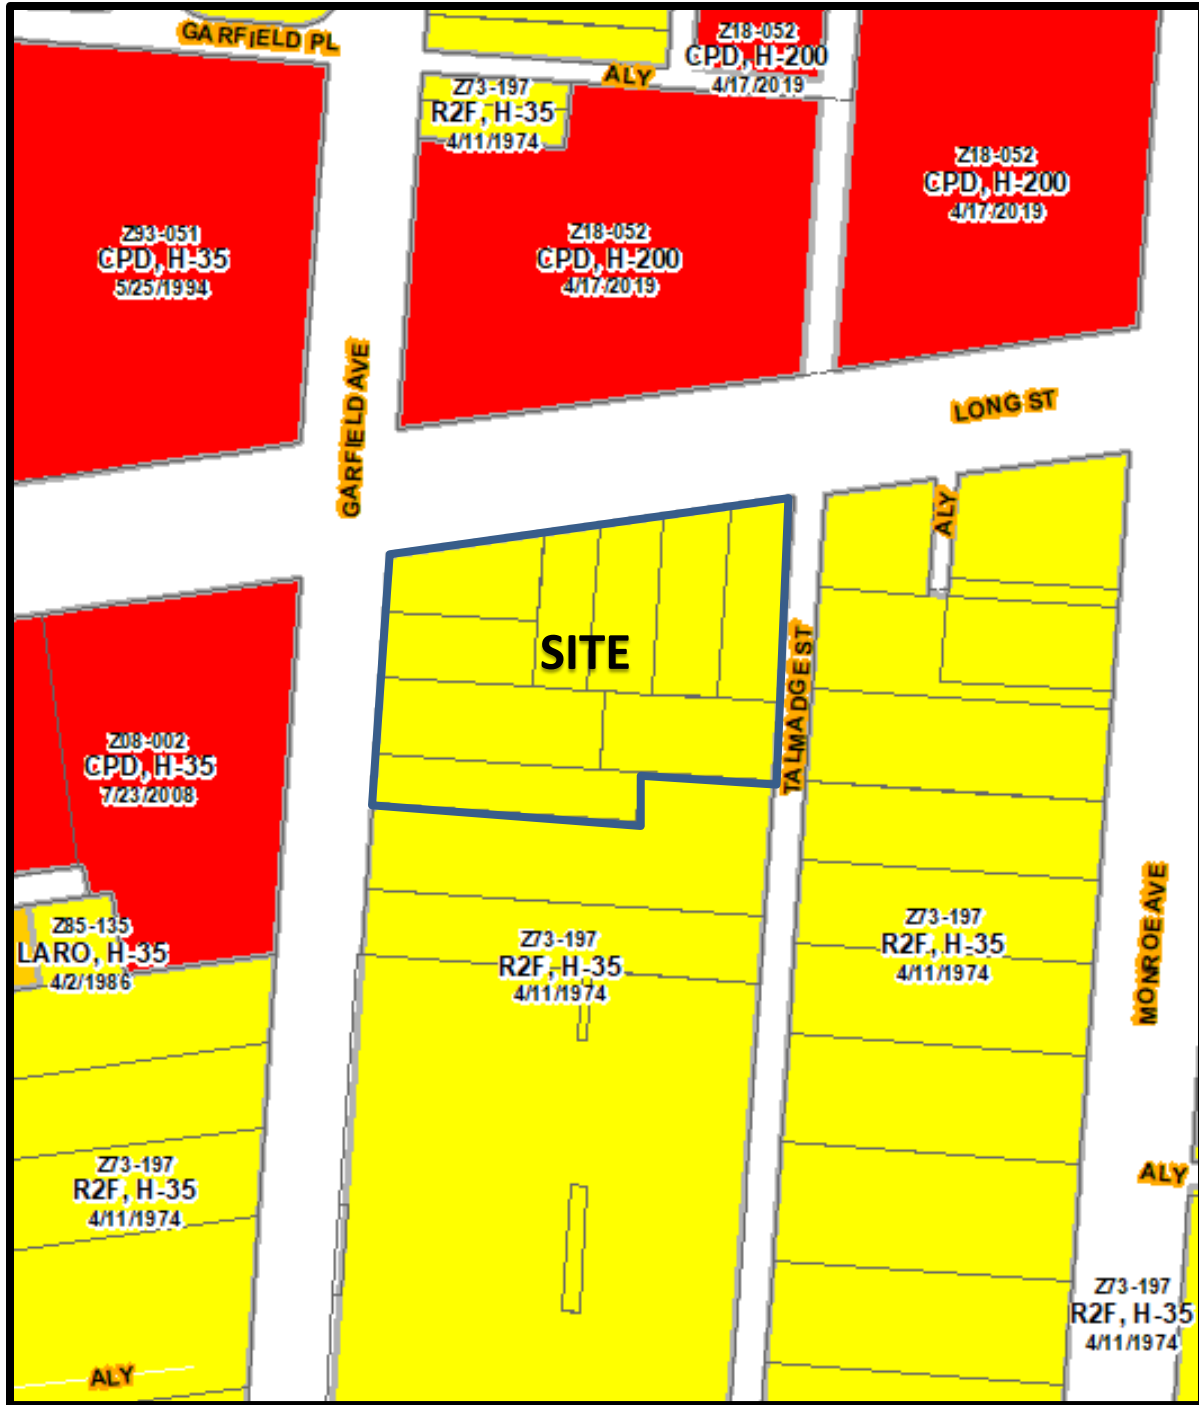 GARFIELD PL
Z18-052
CPD, H-200
4/17/2019
ALY
Z73-197
R2F, H-35
4/11/1974
Z18-052
CPD, H-200
4/17/2019
Z93-051
CPD, H-35
5/25/1994
Z18-052
CPD, H-200
4/17/2019
GARFIELD AVE
LONG ST
ALY
SITE
TALMADGE ST
Z08-002
CPD, H-35
7/23/2008
MONROE AVE
Z85-135
LARO, H-35
4/2/1986
Z73-197
R2F, H-35
4/11/1974
Z73-197
R2F, H-35
4/11/1974
Z73-197
R2F, H-35
4/11/1974
ALY
Z73-197
R2F, H-35
4/11/1974
ALY